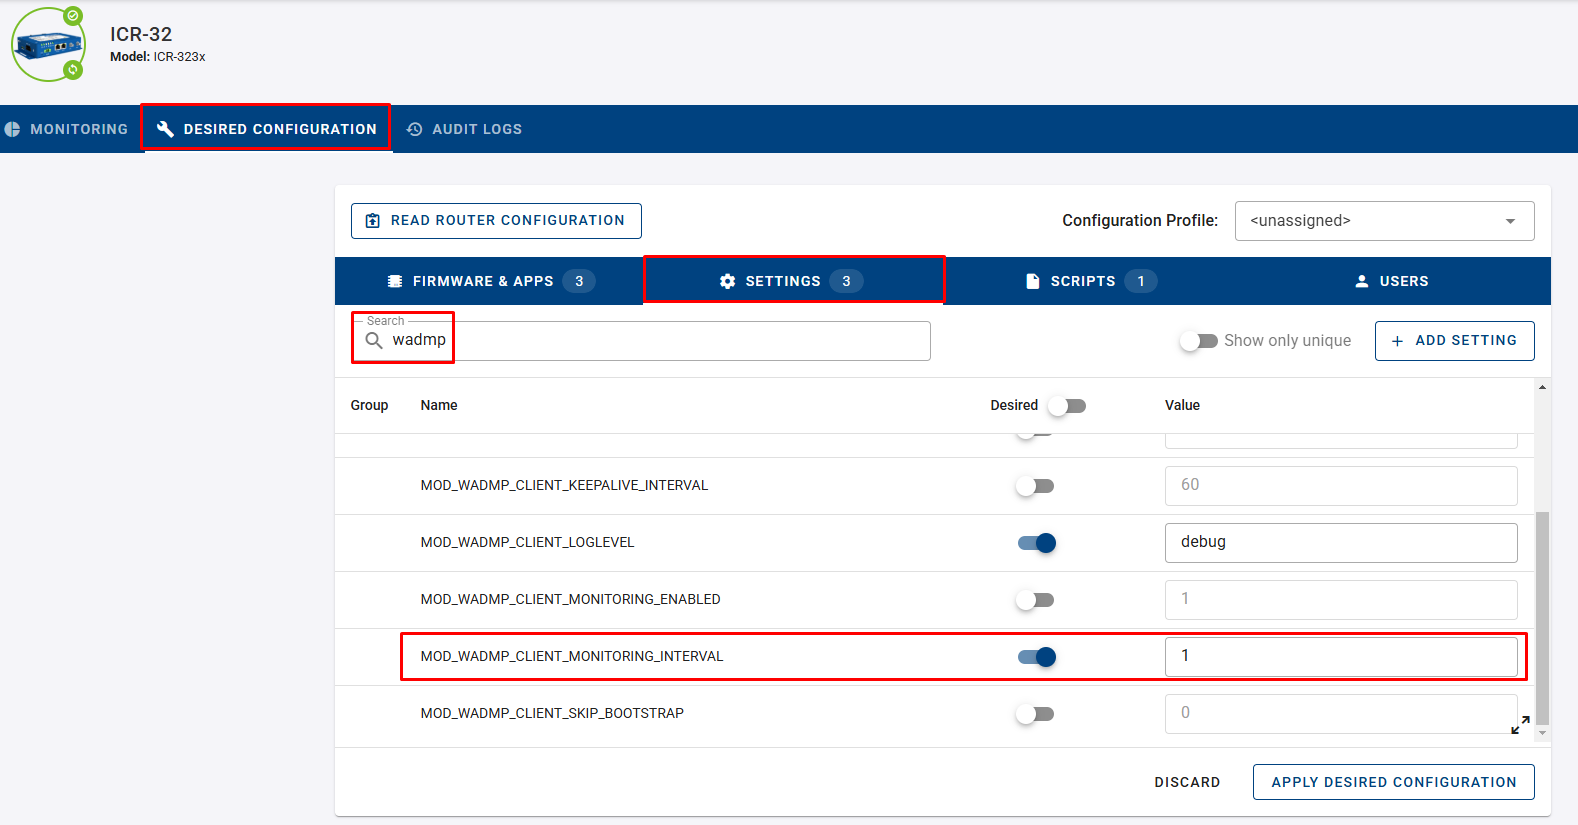 ICR-32
Model: ICR-323x
MONITORING DESIRED CONFIGURATION AUDIT LOGS
READ ROUTER CONFIGURATION Configuration Profile: <unassigned>
FIRMWARE & APPS 3 SETTINGS 3 SCRIPTS 1 USERS
Search
wadmp Show only unique + ADD SETTING
Group Name Desired Value
MOD_WADMP_CLIENT_KEEPALIVE_INTERVAL 60
MOD_WADMP_CLIENT_LOGLEVEL debug
MOD_WADMP_CLIENT_MONITORING_ENABLED 1
MOD_WADMP_CLIENT_MONITORING_INTERVAL 1
MOD_WADMP_CLIENT_SKIP_BOOTSTRAP 0
DISCARD APPLY DESIRED CONFIGURATION